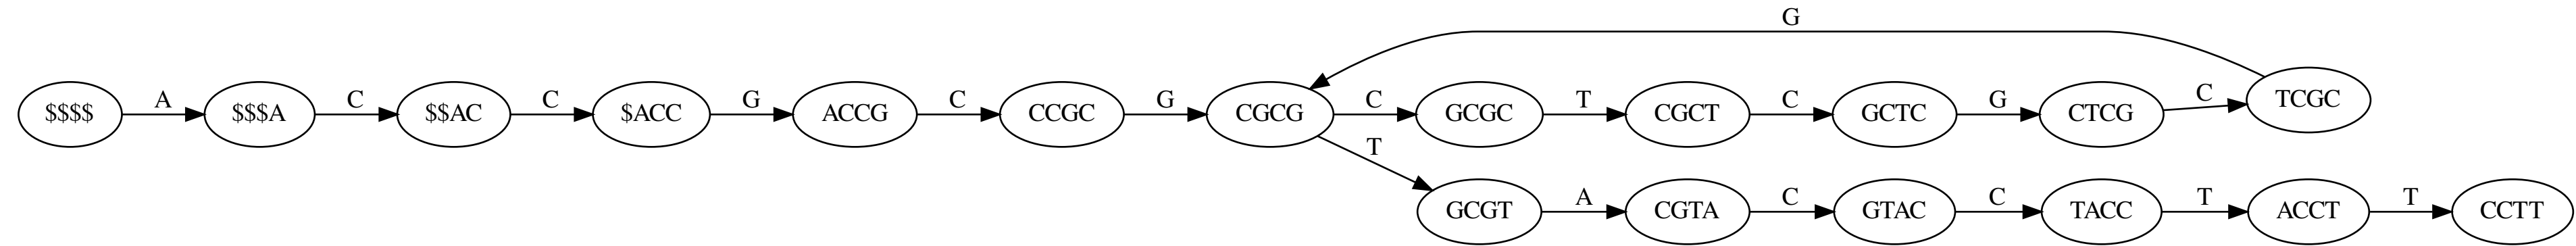 G
$$$$ A $$$A C $$AC C $ACC G ACCG C CCGC G CGCG C GCGC T CGCT C GCTC G CTCG C TCGC
T
GCGT A CGTA C GTAC C TACC T ACCT T CCTT